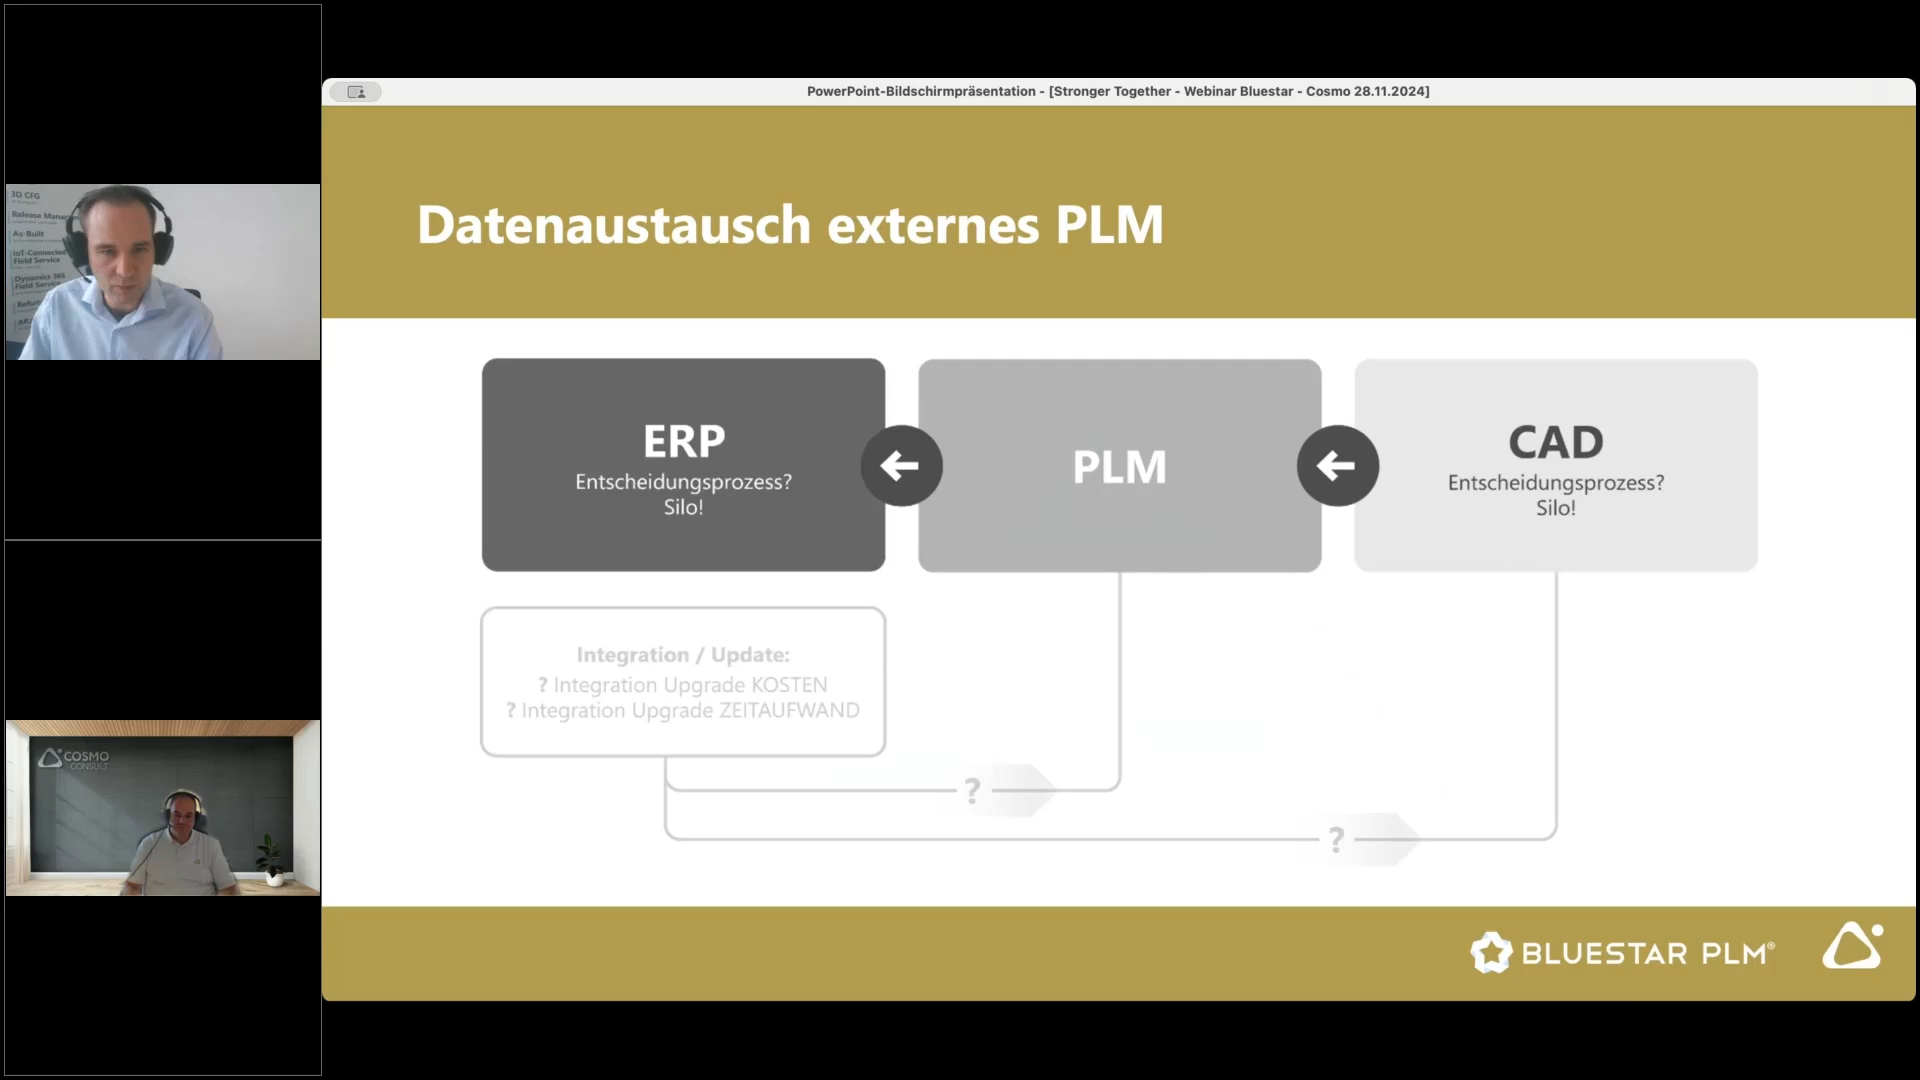 PowerPoint-Bildschirmpräsentation - [Stronger Together - Webinar Bluestar - Cosmo 28.11.2024]
Datenaustausch externes PLM
ERP
Entscheidungsprozess?
Silo!
PLM
CAD
Entscheidungsprozess?
Silo!
Integration / Update:
? Integration Upgrade KOSTEN
? Integration Upgrade ZEITAUFWAND
?
?
BLUESTAR PLM®
3D CFG
Release
As-Built
IoT-Connected
Field Service
Dynamics 365
Field Service
COSMO
CONSULT